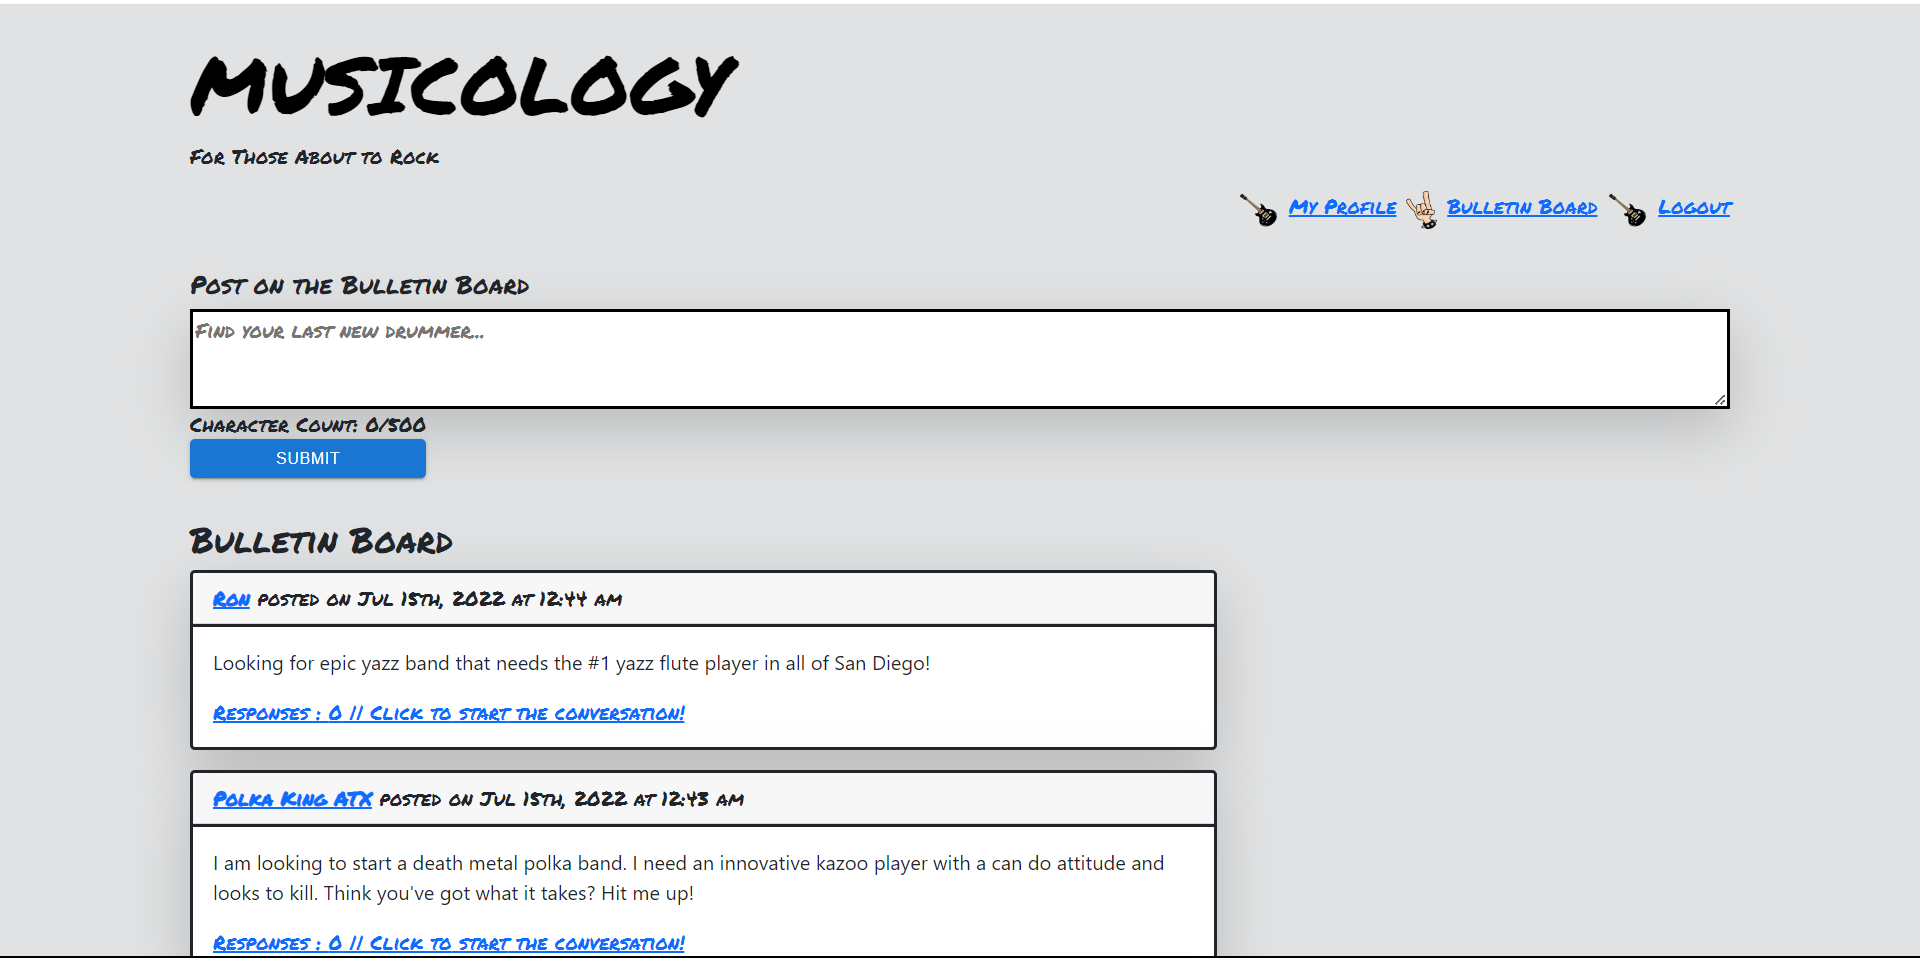 MUSICOLOGY
For Those About to Rock
My Profile Bulletin Board Logout
Post on the Bulletin Board
Find your last new drummer...
Character Count: 0/500
SUBMIT
Bulletin Board
Ron posted on Jul 15th, 2022 at 12:44 am
Looking for epic yazz band that needs the #1 yazz flute player in all of San Diego!
Responses : 0 || Click to start the conversation!
Polka King ATX posted on Jul 15th, 2022 at 12:43 am
I am looking to start a death metal polka band. I need an innovative kazoo player with a can do attitude and
looks to kill. Think you've got what it takes? Hit me up!
Responses : 0 || Click to start the conversation!